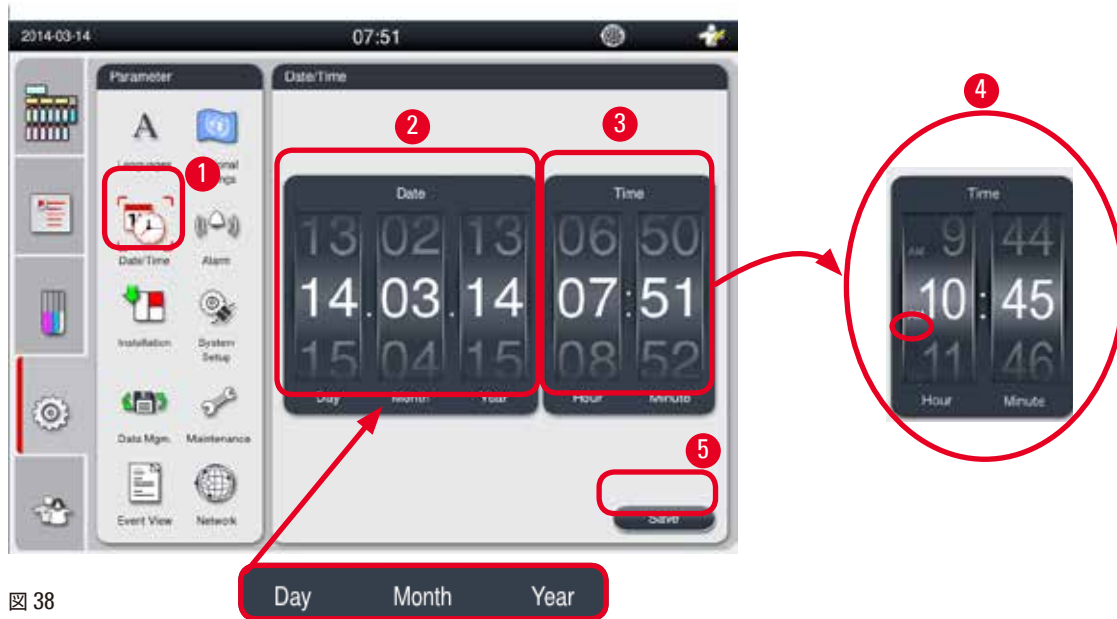 2014-03-14 07:51
Parameter
Date/Time
A
1
2
3
4
5
Date/Time
Alarm
Installation
System
Setup
Data Mgm.
Maintenance
Event View
Network
Date
13 02 13
14.03.14
15 04 15
Day Month Year
Time
06 50
07:51
08 52
Hour Minute
Save
Time
AM 9 44
10:45
11 46
Hour Minute
Day Month Year
図 38